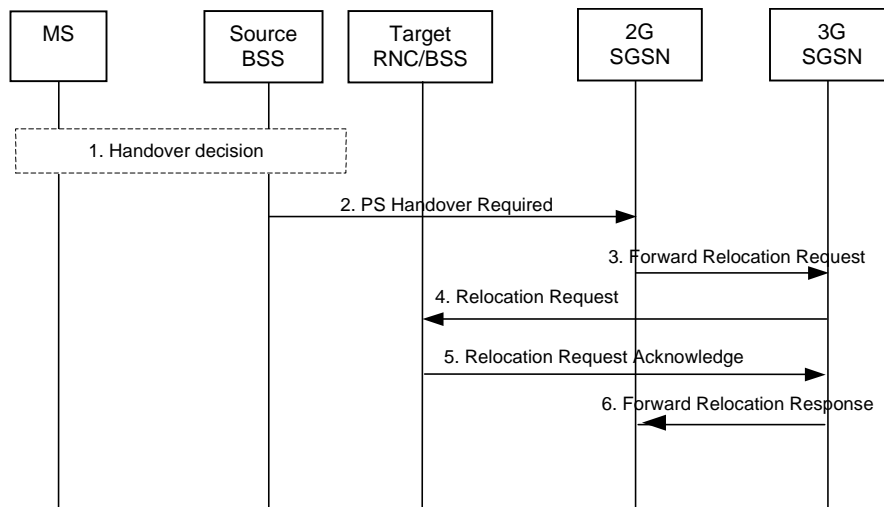 MS
Source
BSS
Target
RNC/BSS
2G
SGSN
3G
SGSN
1. Handover decision
2. PS Handover Required
3. Forward Relocation Request
4. Relocation Request
5. Relocation Request Acknowledge
6. Forward Relocation Response